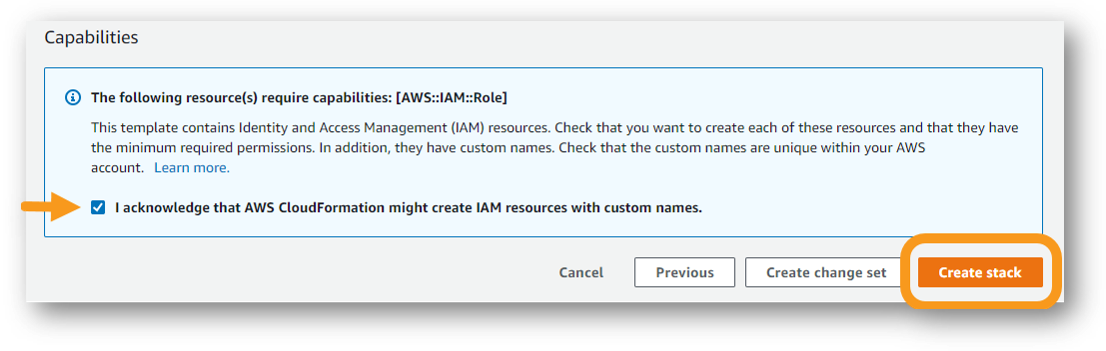 Capabilities
The following resource(s) require capabilities: [AWS::IAM::Role]
This template contains Identity and Access Management (IAM) resources. Check that you want to create each of these resources and that they have
the minimum required permissions. In addition, they have custom names. Check that the custom names are unique within your AWS
account. Learn more.
I acknowledge that AWS CloudFormation might create IAM resources with custom names.
Cancel Previous Create change set Create stack